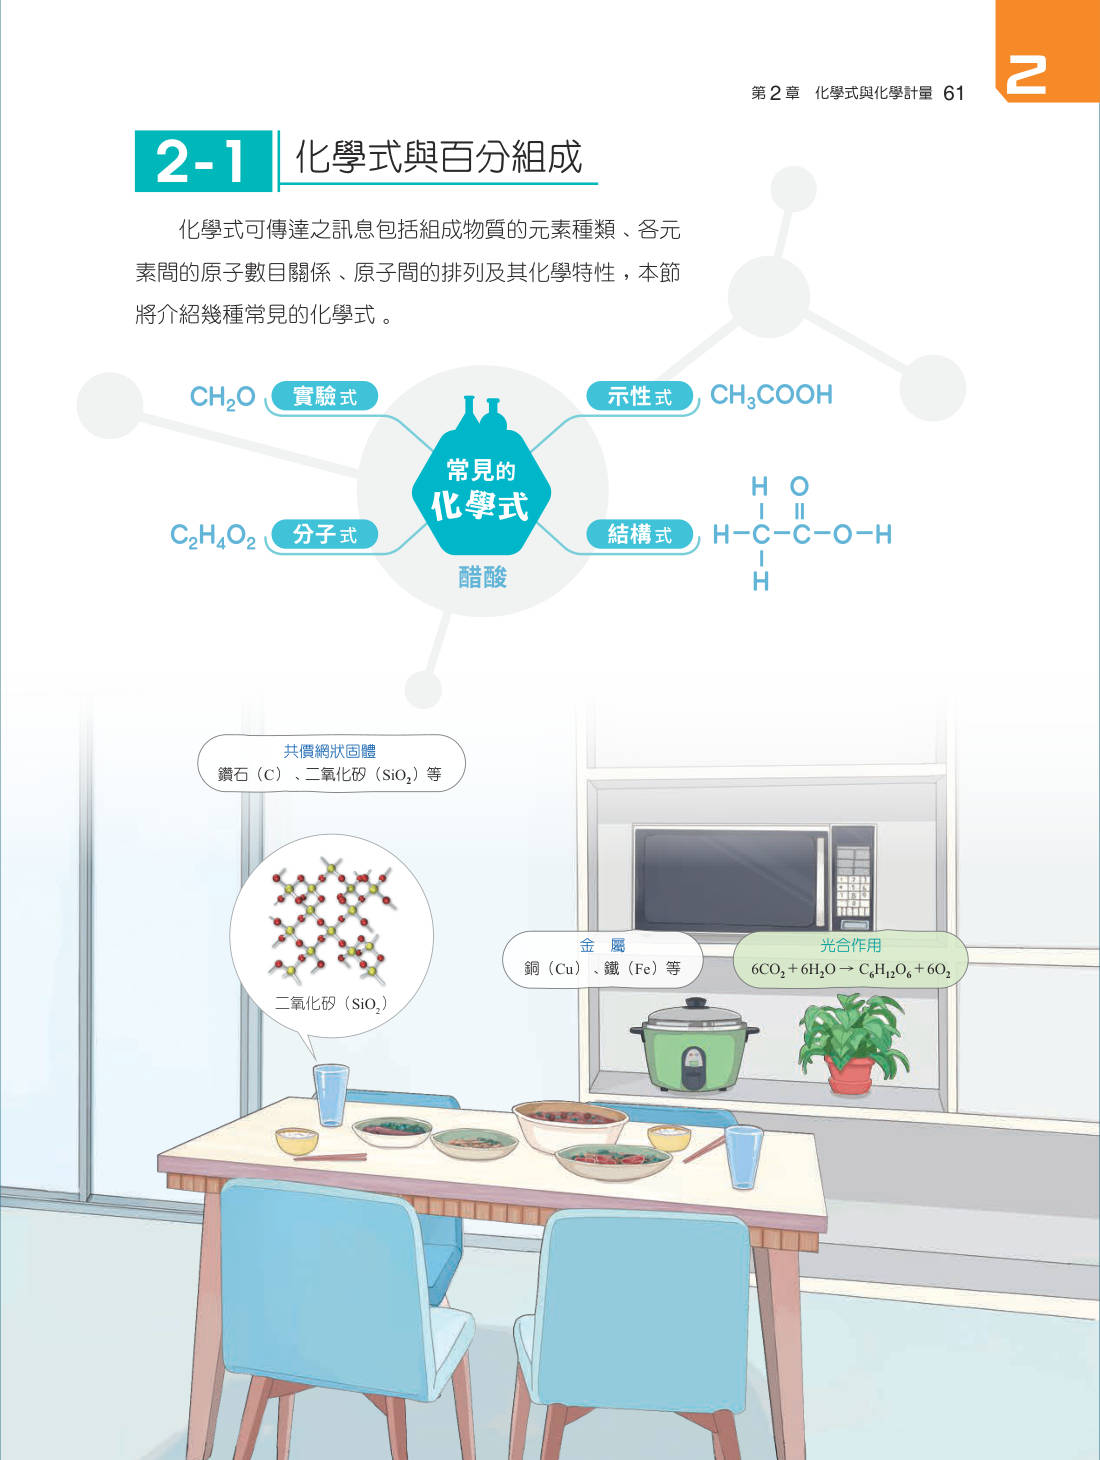 第2章 化學式與化學計量 61
2
2-1 化學式與百分組成
化學式可傳達之訊息包括組成物質的元素種類、各元
素間的原子數目關係、原子間的排列及其化學特性，本節
將介紹幾種常見的化學式。
CH₂O 實驗式
示性式 CH₃COOH
常見的
化學式
C₂H₄O₂ 分子式
結構式
H O
H-C-C-O-H
H
醋酸
共價網狀固體
鑽石（C）、二氧化矽（SiO₂）等
二氧化矽（SiO₂）
金屬
銅（Cu）、鐵（Fe）等
光合作用
6CO₂＋6H₂O → C₆H₁₂O₆＋6O₂